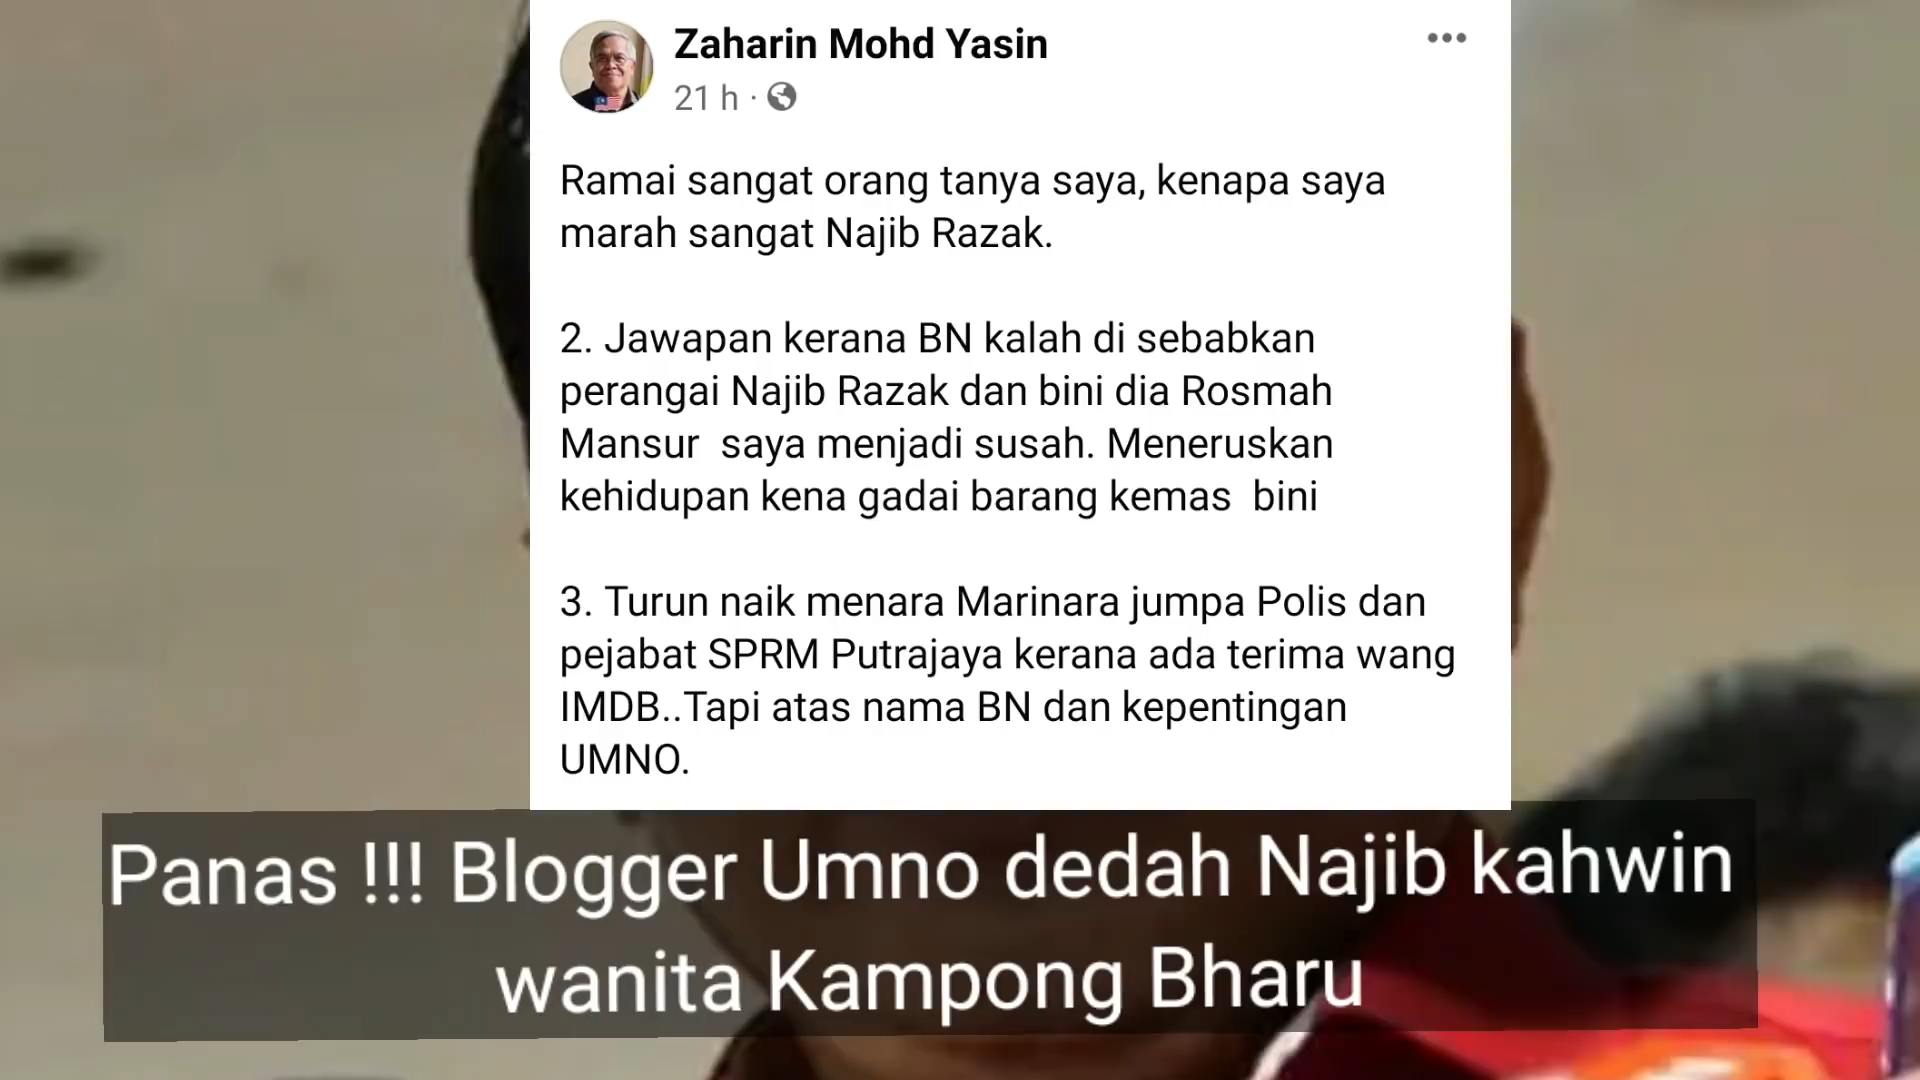 Zaharin Mohd Yasin
21 h ·
Ramai sangat orang tanya saya, kenapa saya
marah sangat Najib Razak.
2. Jawapan kerana BN kalah di sebabkan
perangai Najib Razak dan bini dia Rosmah
Mansur  saya menjadi susah. Meneruskan
kehidupan kena gadai barang kemas  bini
3. Turun naik menara Marinara jumpa Polis dan
pejabat SPRM Putrajaya kerana ada terima wang
IMDB..Tapi atas nama BN dan kepentingan
UMNO.
Panas !!! Blogger Umno dedah Najib kahwin
wanita Kampong Bharu